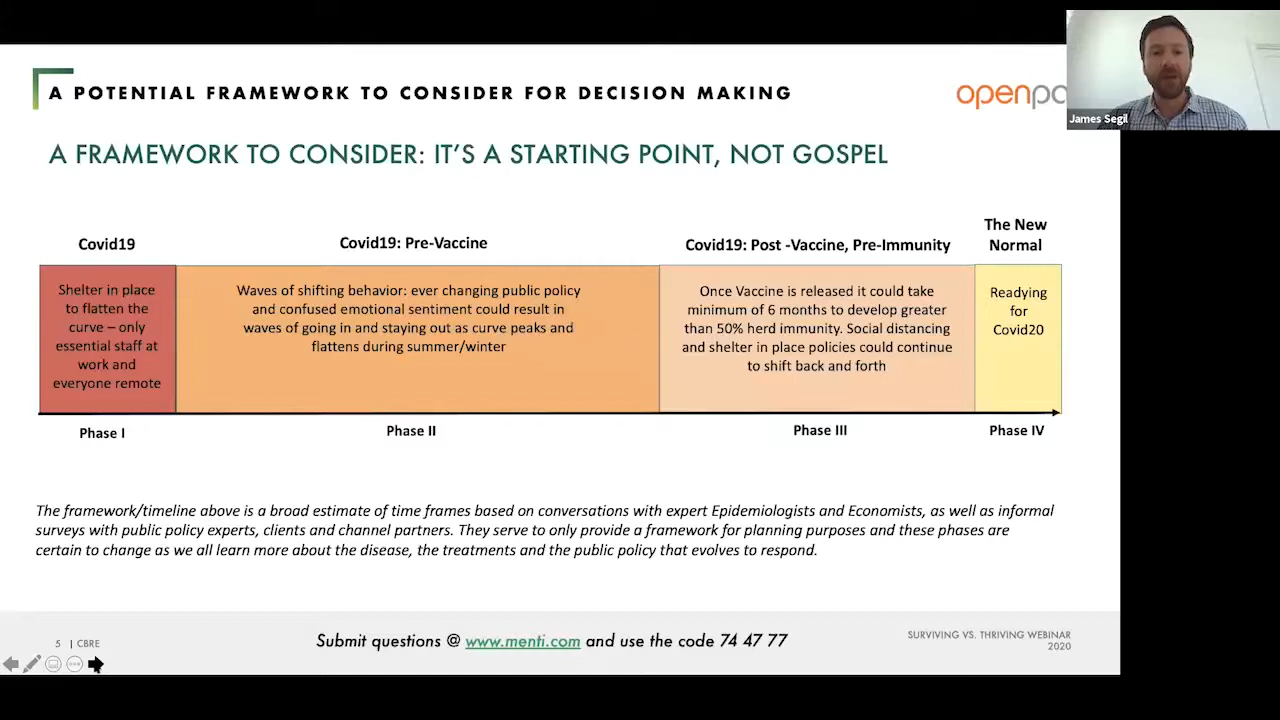 A POTENTIAL FRAMEWORK TO CONSIDER FOR DECISION MAKING
openpa
James Segil
A FRAMEWORK TO CONSIDER: IT'S A STARTING POINT, NOT GOSPEL
Covid19
Shelter in place
to flatten the
curve – only
essential staff at
work and
everyone remote
Phase I
Covid19: Pre-Vaccine
Waves of shifting behavior: ever changing public policy
and confused emotional sentiment could result in
waves of going in and staying out as curve peaks and
flattens during summer/winter
Phase II
Covid19: Post -Vaccine, Pre-Immunity
Once Vaccine is released it could take
minimum of 6 months to develop greater
than 50% herd immunity. Social distancing
and shelter in place policies could continue
to shift back and forth
Phase III
The New
Normal
Readying
for
Covid20
Phase IV
The framework/timeline above is a broad estimate of time frames based on conversations with expert Epidemiologists and Economists, as well as informal
surveys with public policy experts, clients and channel partners. They serve to only provide a framework for planning purposes and these phases are
certain to change as we all learn more about the disease, the treatments and the public policy that evolves to respond.
5 | CBRE
Submit questions @ www.menti.com and use the code 74 47 77
SURVIVING VS. THRIVING WEBINAR
2020